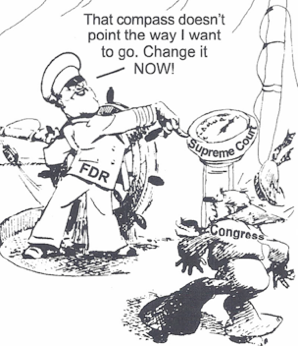 That compass doesn't
point the way I want
to go. Change it
NOW!
Supreme Court
FDR
Congress